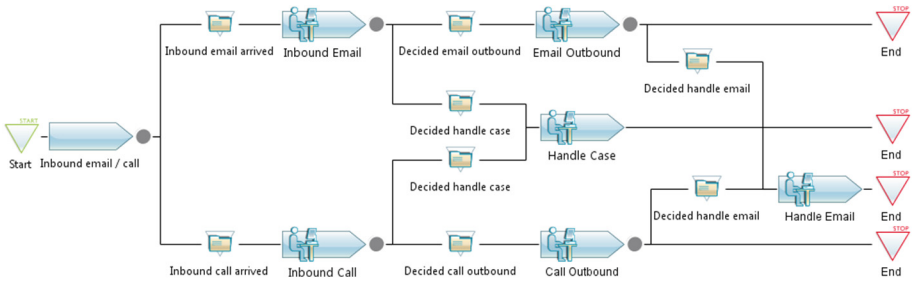 STOP
Inbound email arrived
Inbound Email
Decided email outbound
Email Outbound
End
Decided handle email
START
STOP
Decided handle case
Start
Inbound email / call
Handle Case
End
Decided handle case
STOP
Decided handle email
Handle Email
End
STOP
Inbound call arrived
Inbound Call
Decided call outbound
Call Outbound
End